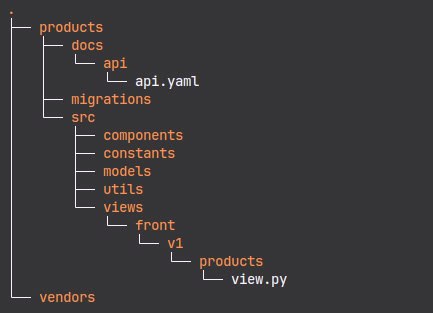 .
├── products
│   ├── docs
│   │   └── api
│   │       └── api.yaml
│   ├── migrations
│   └── src
│       ├── components
│       ├── constants
│       ├── models
│       ├── utils
│       └── views
│           └── front
│               └── v1
│                   └── products
│                       └── view.py
└── vendors